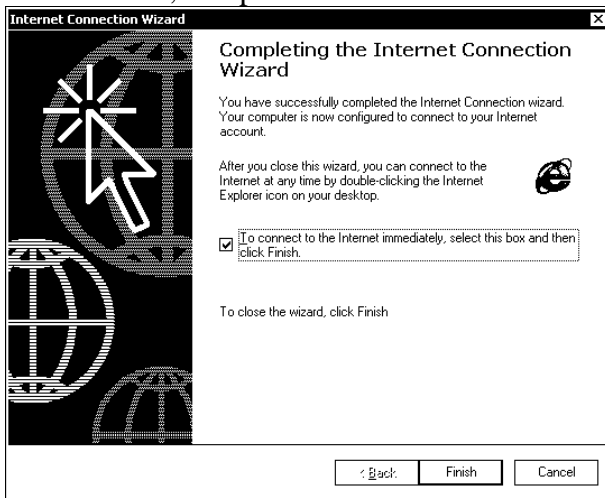 Internet Connection Wizard
Completing the Internet Connection
Wizard
You have successfully completed the Internet Connection wizard.
Your computer is now configured to connect to your Internet
account.
After you close this wizard, you can connect to the
Internet at any time by double-clicking the Internet
Explorer icon on your desktop.
To connect to the Internet immediately, select this box and then
click Finish.
To close the wizard, click Finish
< Back
Finish
Cancel